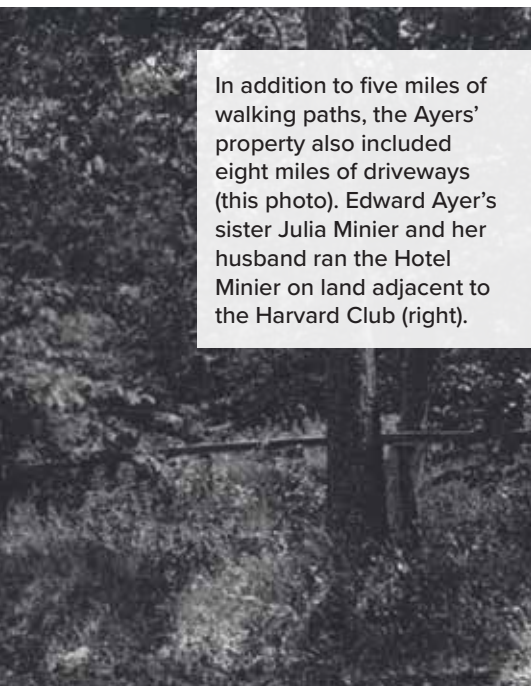 In addition to five miles of
walking paths, the Ayers’
property also included
eight miles of driveways
(this photo). Edward Ayer’s
sister Julia Minier and her
husband ran the Hotel
Minier on land adjacent to
the Harvard Club (right).